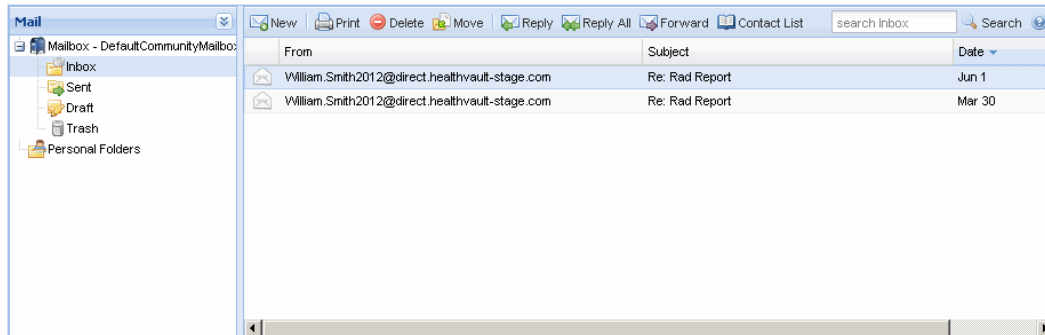 Mail
Mailbox - DefaultCommunityMailbo
Inbox
Sent
Draft
Trash
Personal Folders
New Print Delete Move Reply Reply All Forward Contact List search Inbox Search
From Subject Date
William.Smith2012@direct.healthvault-stage.com Re: Rad Report Jun 1
William.Smith2012@direct.healthvault-stage.com Re: Rad Report Mar 30